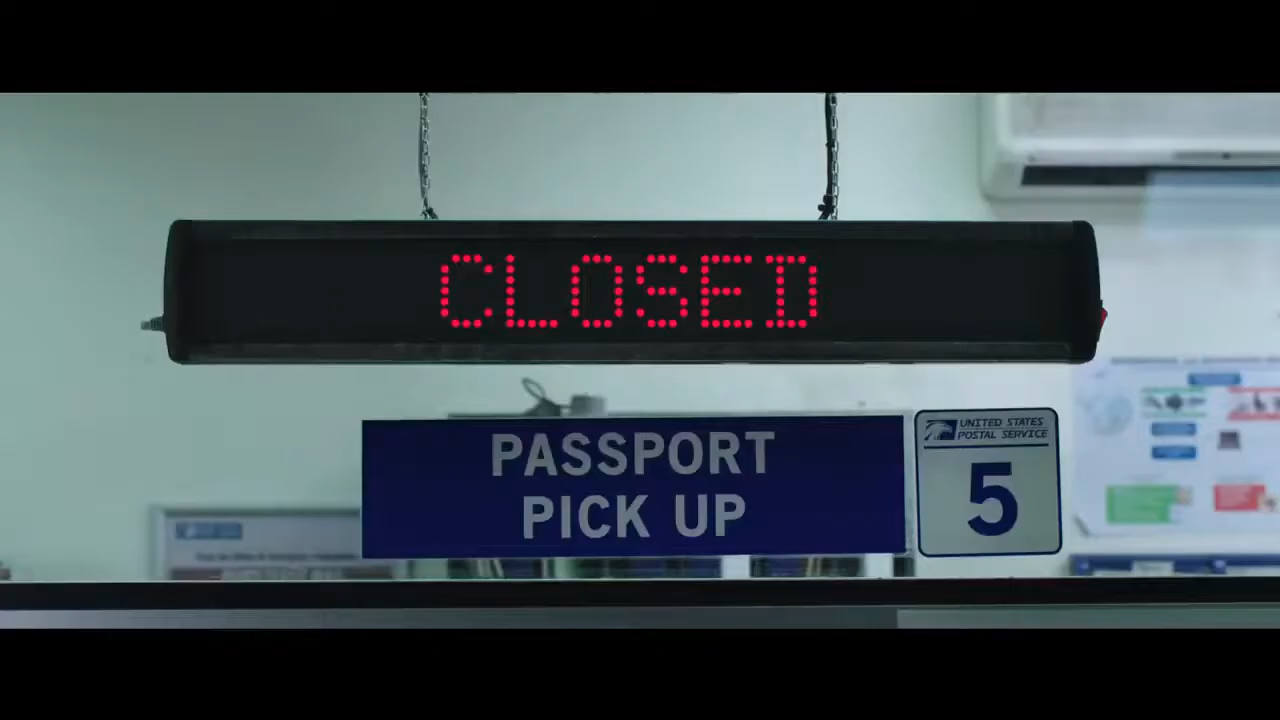 CLOSED
PASSPORT
PICK UP
UNITED STATES
POSTAL SERVICE
5